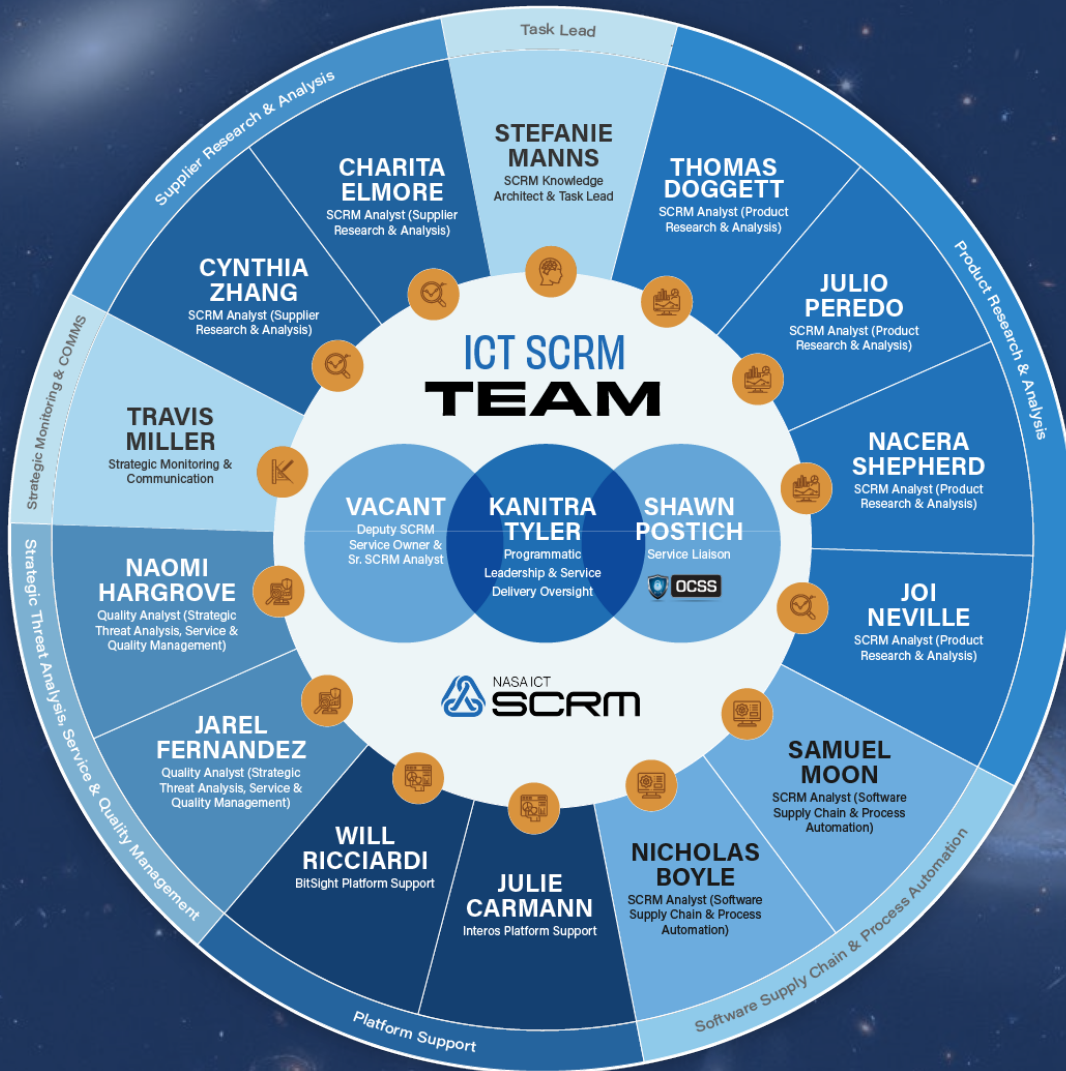 Task Lead
STEFANIE
MANNS
SCRM Knowledge
Architect & Task Lead
Product Research & Analysis
THOMAS
DOGGETT
SCRM Analyst (Product
Research & Analysis)
JULIO
PEREDO
SCRM Analyst (Product
Research & Analysis)
NACERA
SHEPHERD
SCRM Analyst (Product
Research & Analysis)
JOI
NEVILLE
SCRM Analyst (Product
Research & Analysis)
Software Supply Chain & Process Automation
SAMUEL
MOON
SCRM Analyst (Software
Supply Chain & Process
Automation)
NICHOLAS
BOYLE
SCRM Analyst (Software
Supply Chain & Process
Automation)
Platform Support
JULIE
CARMANN
Interos Platform Support
WILL
RICCIARDI
BitSight Platform Support
Strategic Threat Analysis, Service & Quality Management
JAREL
FERNANDEZ
Quality Analyst (Strategic
Threat Analysis, Service &
Quality Management)
NAOMI
HARGROVE
Quality Analyst (Strategic
Threat Analysis, Service &
Quality Management)
Strategic Monitoring & COMMS
TRAVIS
MILLER
Strategic Monitoring &
Communication
Supplier Research & Analysis
CYNTHIA
ZHANG
SCRM Analyst (Supplier
Research & Analysis)
CHARITA
ELMORE
SCRM Analyst (Supplier
Research & Analysis)
ICT SCRM
TEAM
VACANT
Deputy SCRM
Service Owner &
Sr. SCRM Analyst
KANITRA
TYLER
Programmatic
Leadership & Service
Delivery Oversight
SHAWN
POSTICH
Service Liaison
OCSS
NASA ICT
SCRM